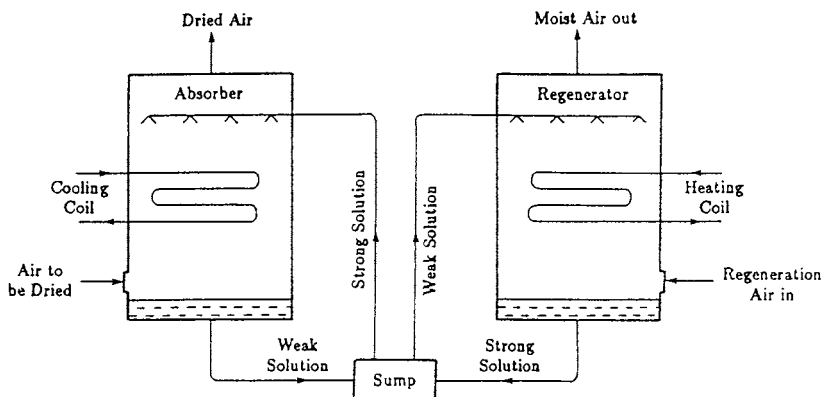 Dried Air
Moist Air out
Absorber
Regenerator
Cooling
Coil
Strong Solution
Weak Solution
Heating
Coil
Air to
be Dried
Regeneration
Air in
Weak
Solution
Strong
Solution
Sump